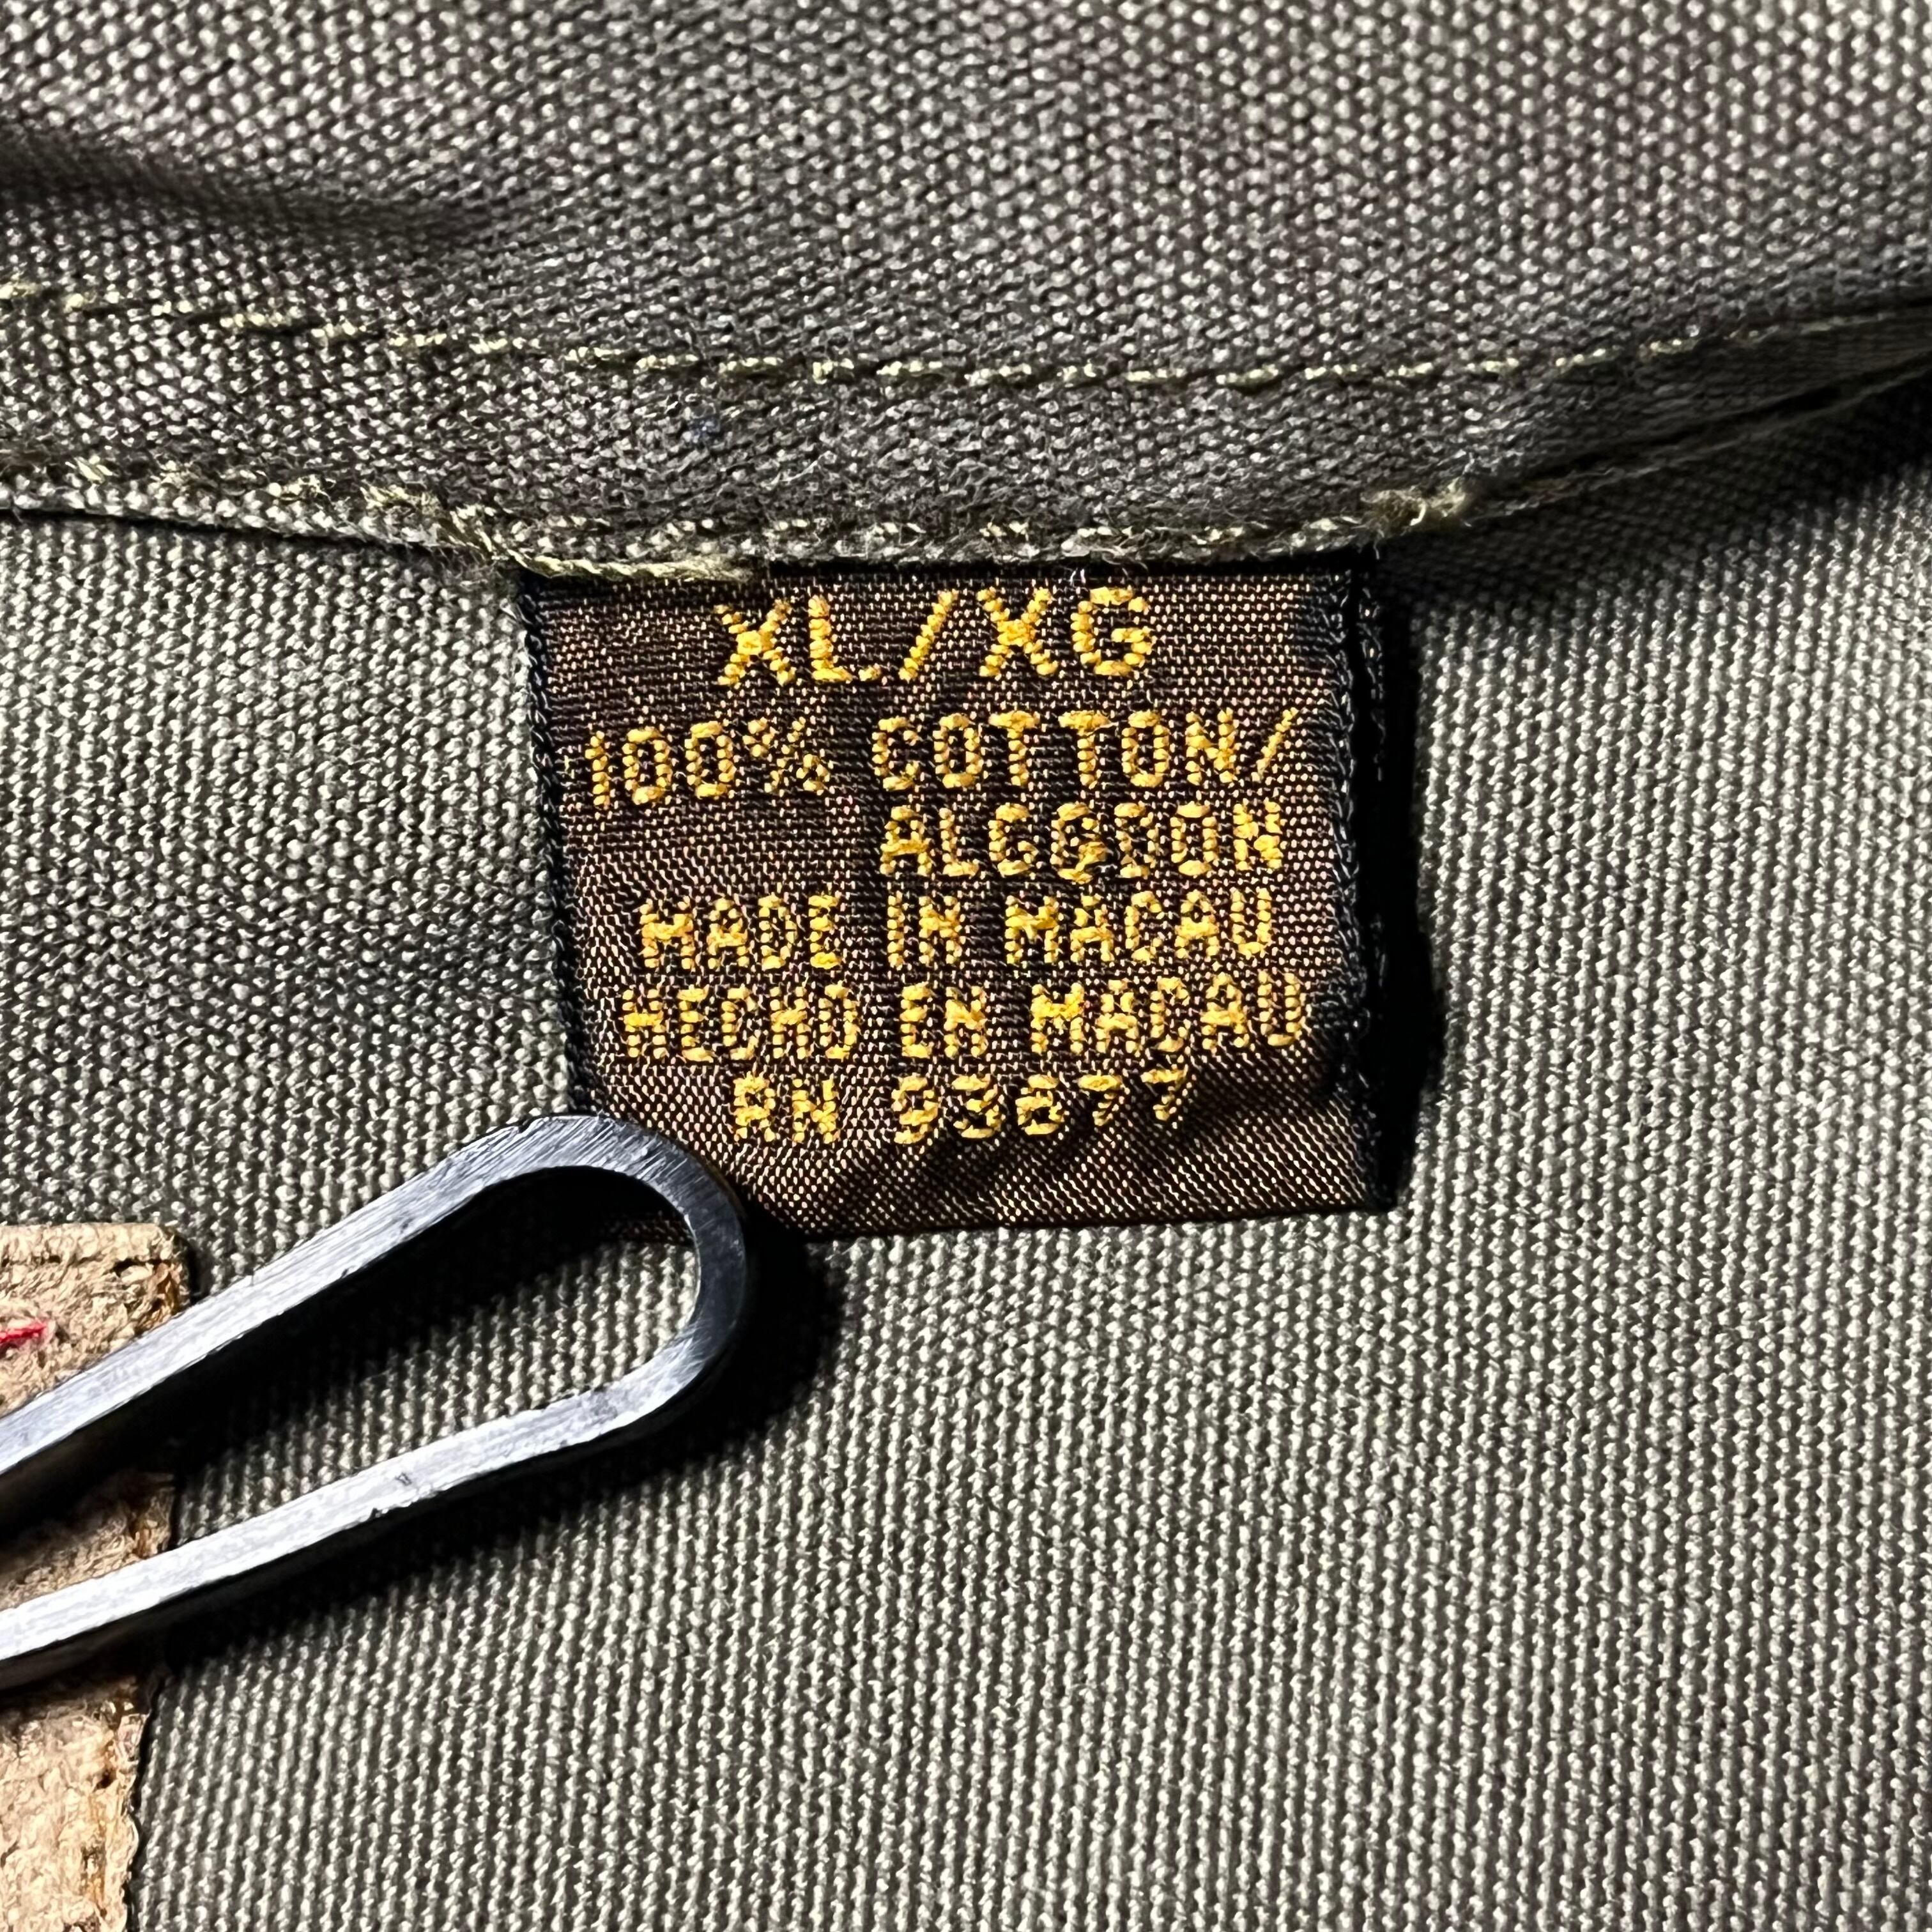 XL/XG
100% COTTON/
ALGODON
MADE IN MACAU
HECHO EN MACAU
RN 93677